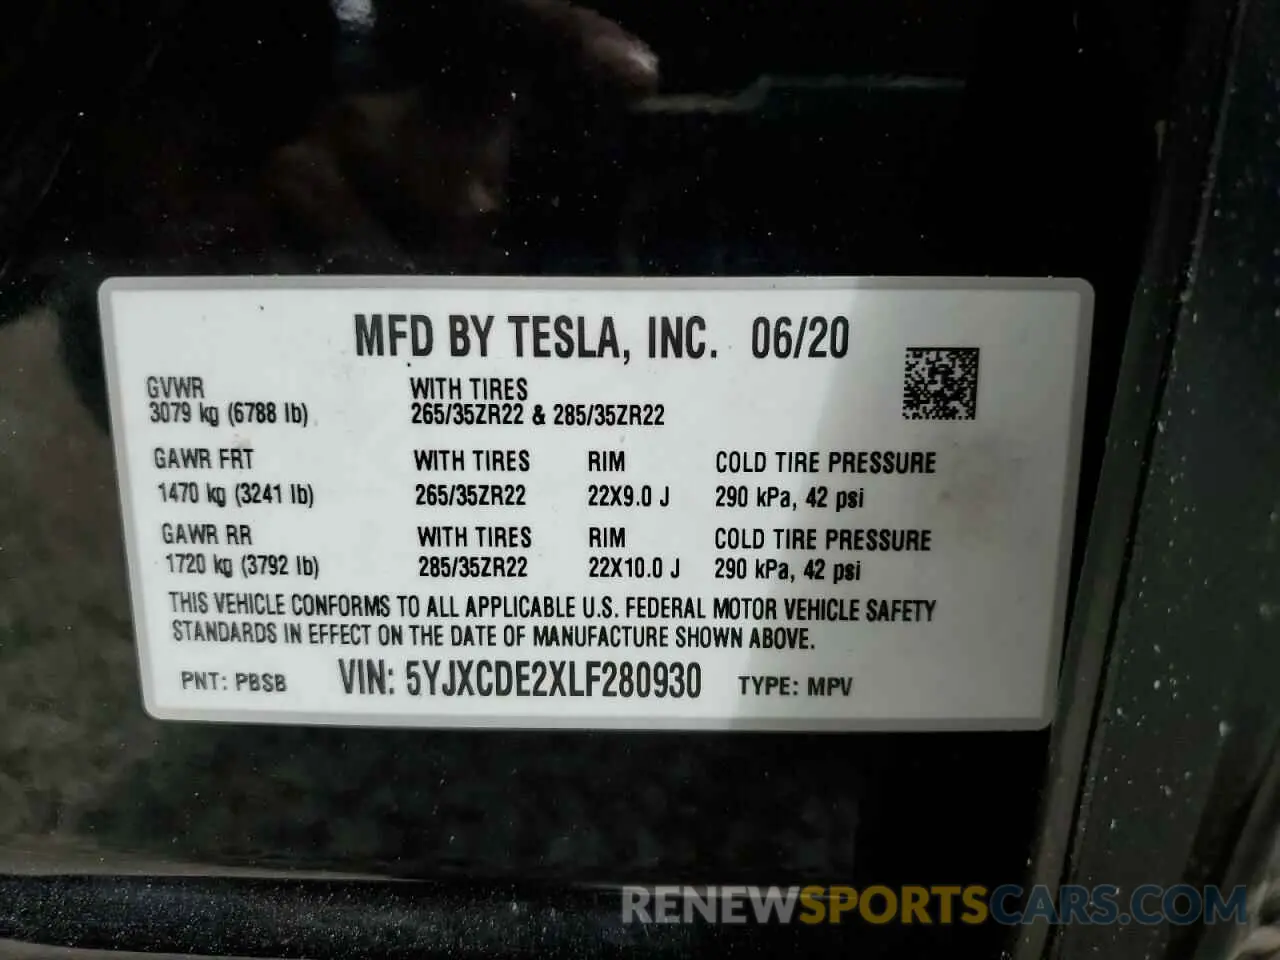 MFD BY TESLA, INC. 06/20
GVWR WITH TIRES
3079 kg (6788 lb) 265/35ZR22 & 285/35ZR22
GAWR FRT WITH TIRES RIM COLD TIRE PRESSURE
1470 kg (3241 lb) 265/35ZR22 22X9.0 J 290 kPa, 42 psi
GAWR RR WITH TIRES RIM COLD TIRE PRESSURE
1720 kg (3792 lb) 285/35ZR22 22X10.0 J 290 kPa, 42 psi
THIS VEHICLE CONFORMS TO ALL APPLICABLE U.S. FEDERAL MOTOR VEHICLE SAFETY
STANDARDS IN EFFECT ON THE DATE OF MANUFACTURE SHOWN ABOVE.
PNT: PBSB VIN: 5YJXCDE2XLF280930 TYPE: MPV
RENEWSPORTSCARS.COM